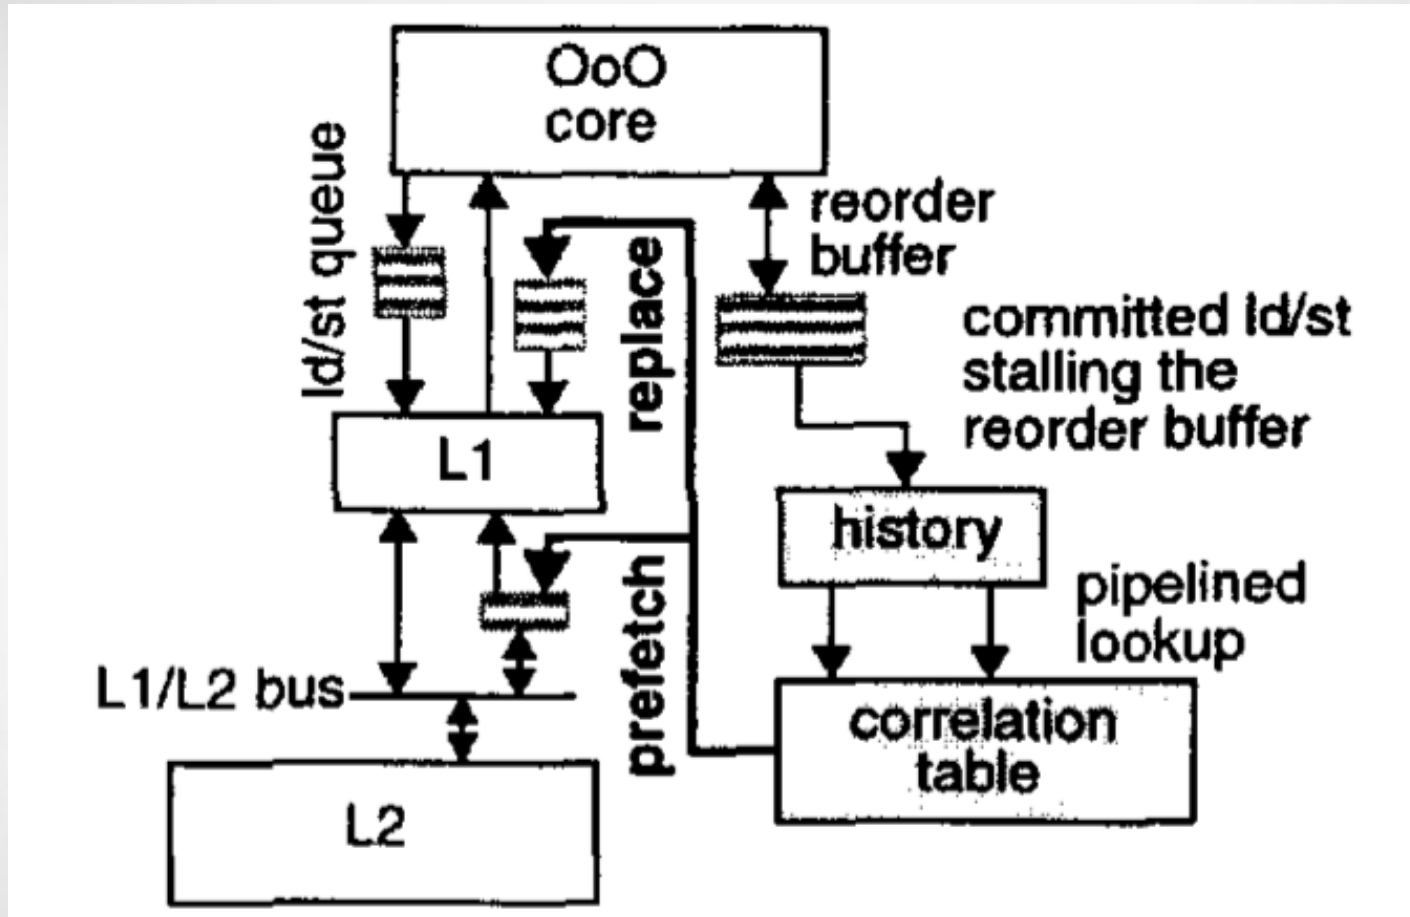 OoO
core
ld/st queue
reorder
buffer
replace
committed ld/st
stalling the
reorder buffer
L1
history
pipelined
lookup
prefetch
L1/L2 bus
correlation
table
L2